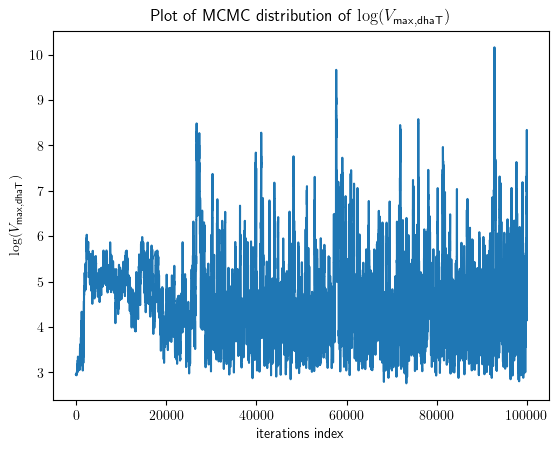 Plot of MCMC distribution of log(V_max,dhaT)
log(V_max,dhaT)
10
9
8
7
6
5
4
3
0 20000 40000 60000 80000 100000
iterations index